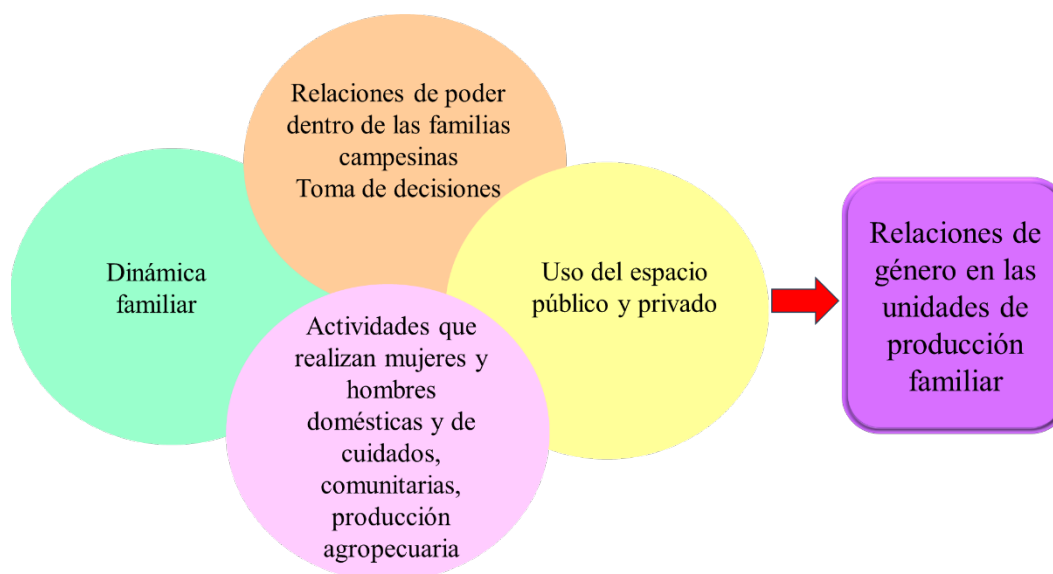 Relaciones de poder
dentro de las familias
campesinas
Toma de decisiones
Dinámica
familiar
Uso del espacio
público y privado
Actividades que
realizan mujeres y
hombres
domésticas y de
cuidados,
comunitarias,
producción
agropecuaria
Relaciones de
género en las
unidades de
producción
familiar